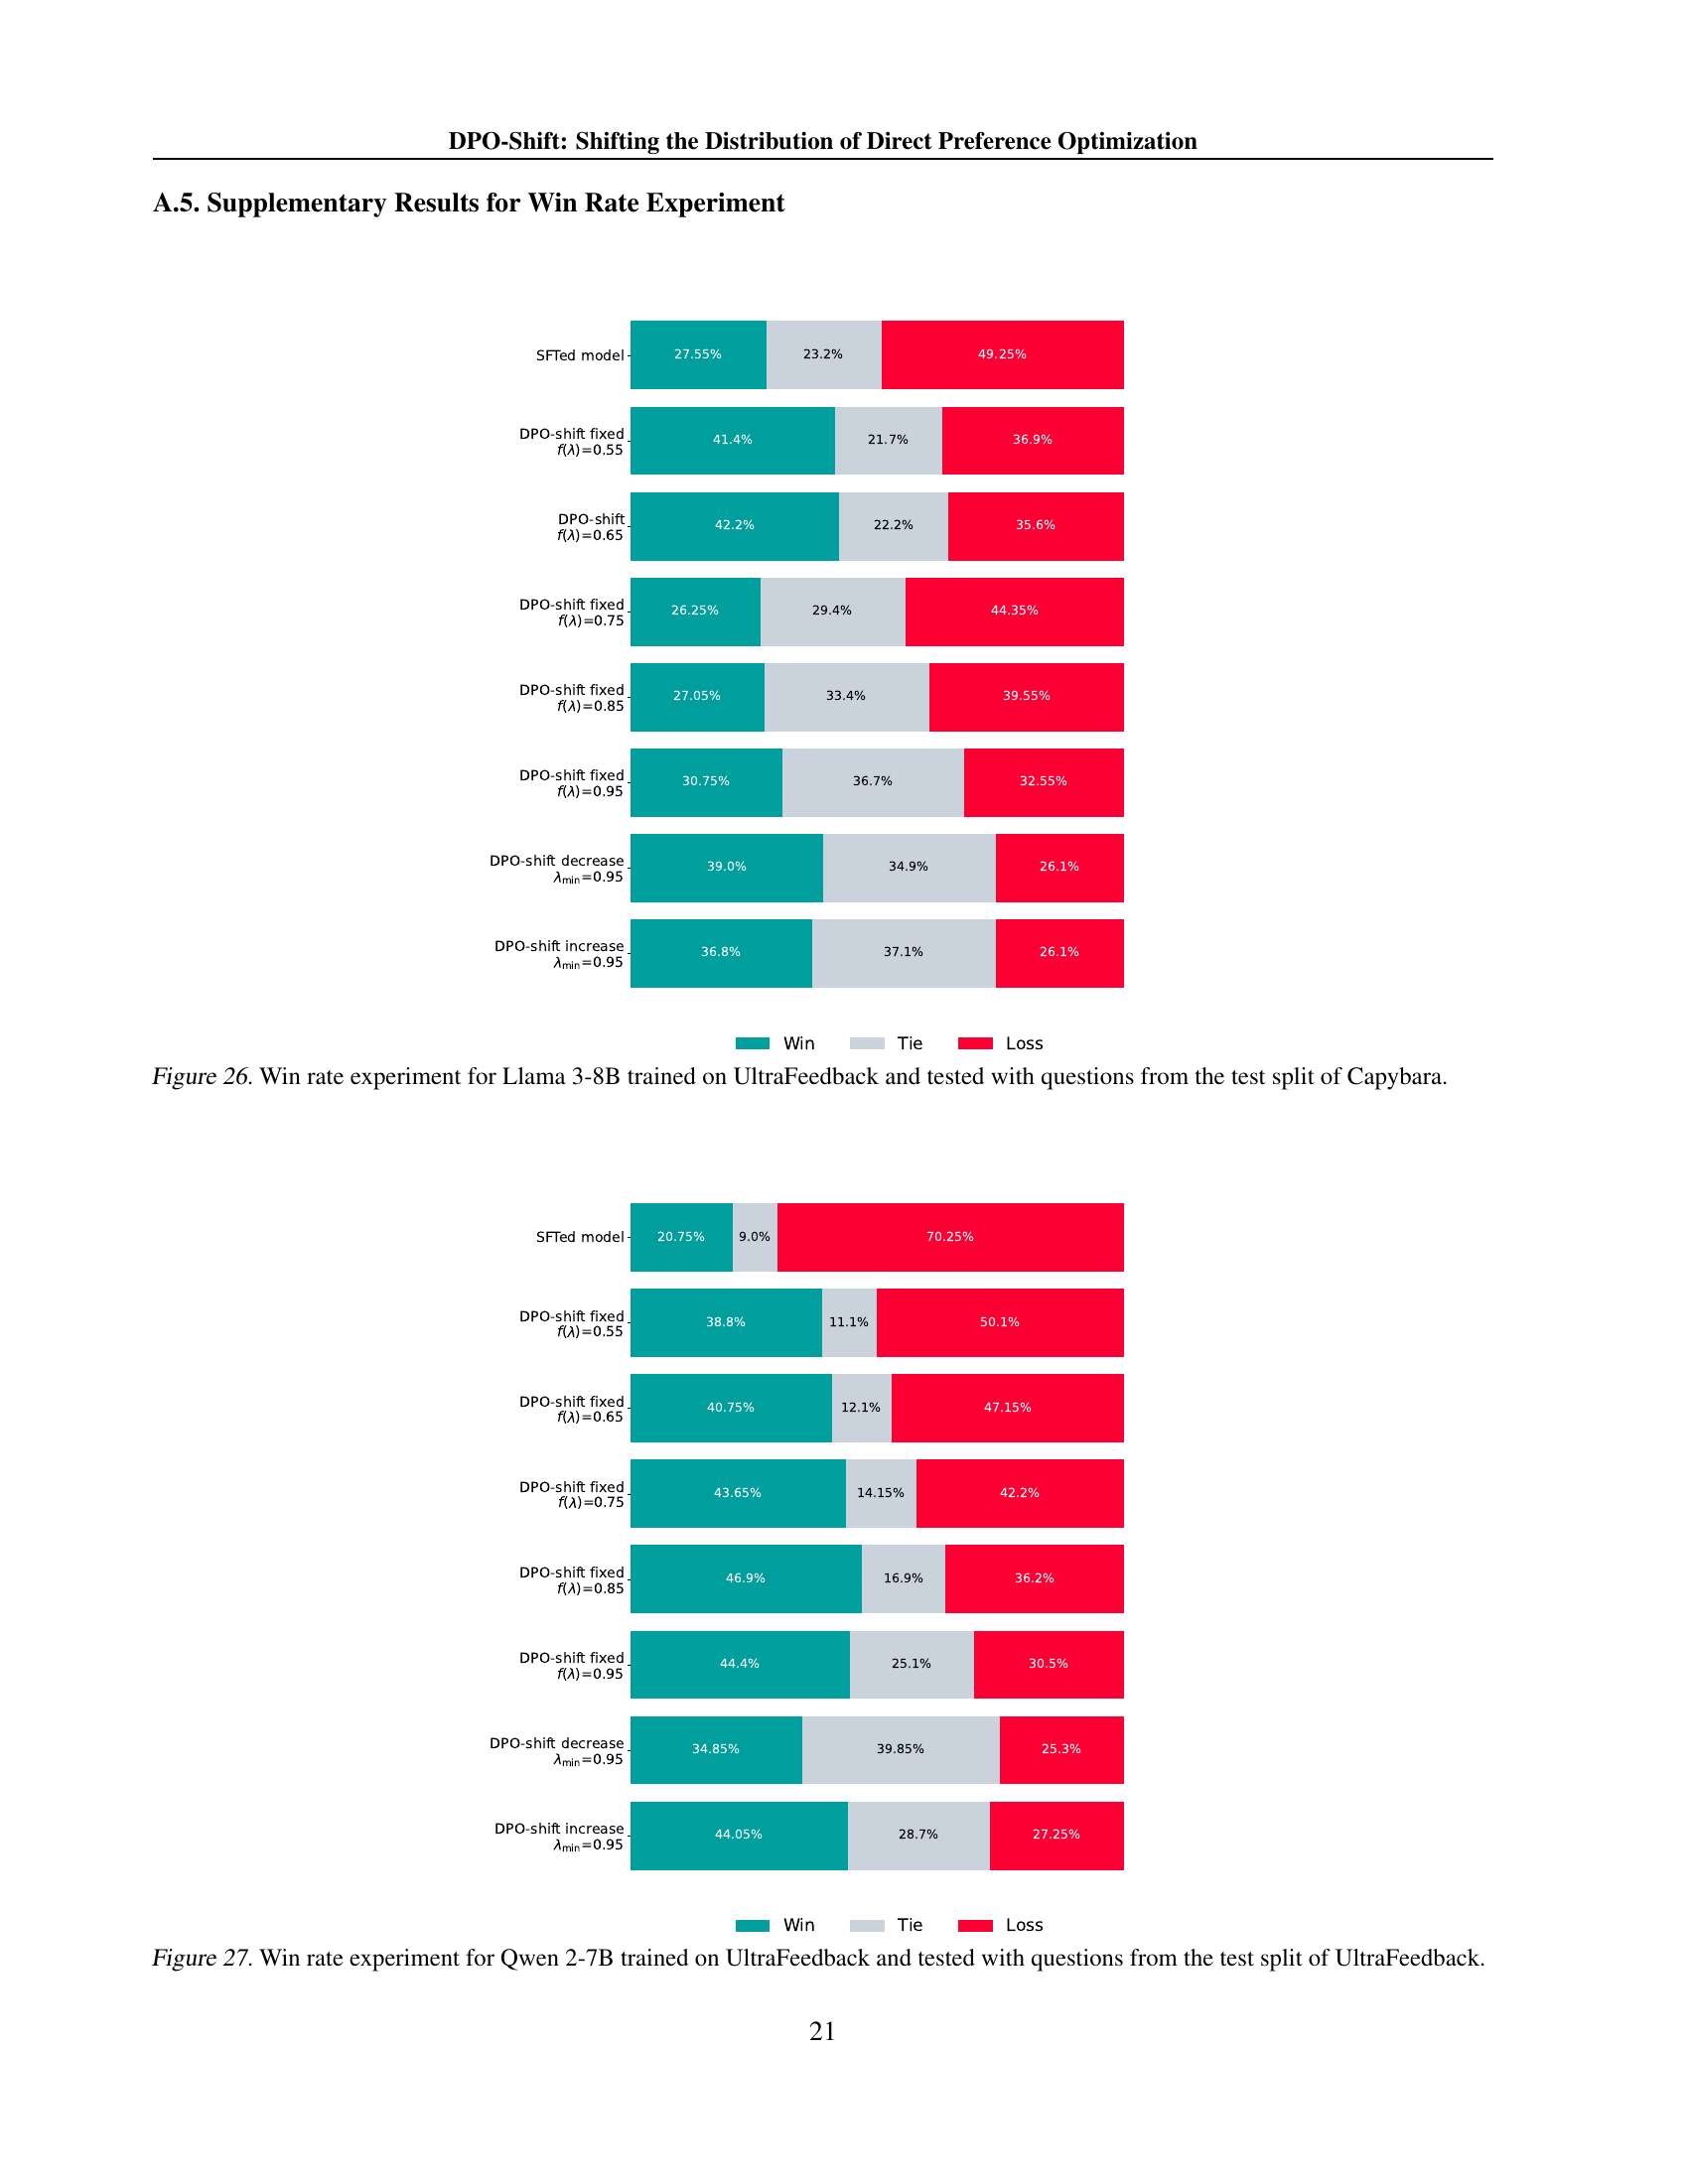 DPO-Shift: Shifting the Distribution of Direct Preference Optimization
A.5. Supplementary Results for Win Rate Experiment
SFTed model
27.55% 23.2% 49.25%
DPO-shift fixed
f(λ)=0.55
41.4% 21.7% 36.9%
DPO-shift
f(λ)=0.65
42.2% 22.2% 35.6%
DPO-shift fixed
f(λ)=0.75
26.25% 29.4% 44.35%
DPO-shift fixed
f(λ)=0.85
27.05% 33.4% 39.55%
DPO-shift fixed
f(λ)=0.95
30.75% 36.7% 32.55%
DPO-shift decrease
λmin=0.95
39.0% 34.9% 26.1%
DPO-shift increase
λmin=0.95
36.8% 37.1% 26.1%
Win Tie Loss
Figure 26. Win rate experiment for Llama 3-8B trained on UltraFeedback and tested with questions from the test split of Capybara.
SFTed model
20.75% 9.0% 70.25%
DPO-shift fixed
f(λ)=0.55
38.8% 11.1% 50.1%
DPO-shift fixed
f(λ)=0.65
40.75% 12.1% 47.15%
DPO-shift fixed
f(λ)=0.75
43.65% 14.15% 42.2%
DPO-shift fixed
f(λ)=0.85
46.9% 16.9% 36.2%
DPO-shift fixed
f(λ)=0.95
44.4% 25.1% 30.5%
DPO-shift decrease
λmin=0.95
34.85% 39.85% 25.3%
DPO-shift increase
λmin=0.95
44.05% 28.7% 27.25%
Win Tie Loss
Figure 27. Win rate experiment for Qwen 2-7B trained on UltraFeedback and tested with questions from the test split of UltraFeedback.
21